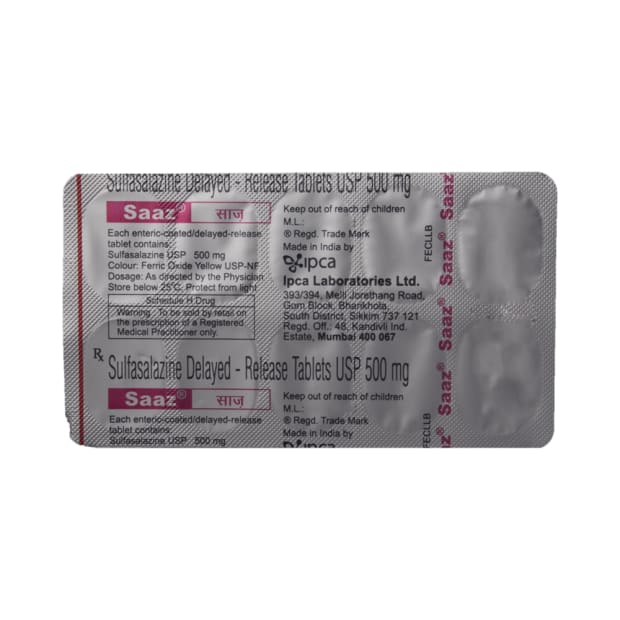 Sulfasalazine Delayed - Release Tablets USP 500 mg
Saaz® साज़
Each enteric-coated/delayed-release
tablet contains:
Sulfasalazine USP 500 mg
Colour: Ferric Oxide Yellow USP-NF
Dosage: As directed by the Physician
Store below 25°C. Protect from light
Schedule H Drug
Warning : To be sold by retail on
the prescription of a Registered
Medical Practitioner only.
Keep out of reach of children
M.L.:
® Regd. Trade Mark
Made in India by
ipca
Ipca Laboratories Ltd.
393/394, Melli Jorethang Road,
Gom Block, Bharikhola,
South District, Sikkim 737 121
Regd. Off.: 48, Kandivli Ind.
Estate, Mumbai 400 067
FECLLB
Saaz® Saaz® Saaz® Saaz®
Rx Sulfasalazine Delayed - Release Tablets USP 500 mg
Saaz® साज़
Each enteric-coated/delayed-release
tablet contains:
Sulfasalazine USP 500 mg
Keep out of reach of children
M.L.:
® Regd. Trade Mark
Made in India by
ipca
FECLLB